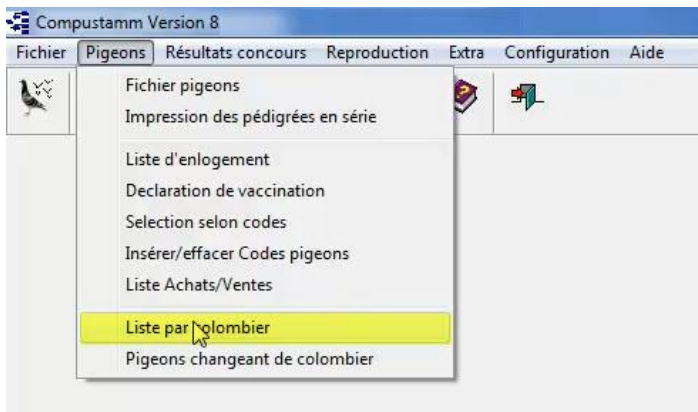 Compustamm Version 8
Fichier Pigeons Résultats concours Reproduction Extra Configuration Aide
Fichier pigeons
Impression des pédigrées en série
Liste d'enlogement
Declaration de vaccination
Selection selon codes
Insérer/effacer Codes pigeons
Liste Achats/Ventes
Liste par colombier
Pigeons changeant de colombier